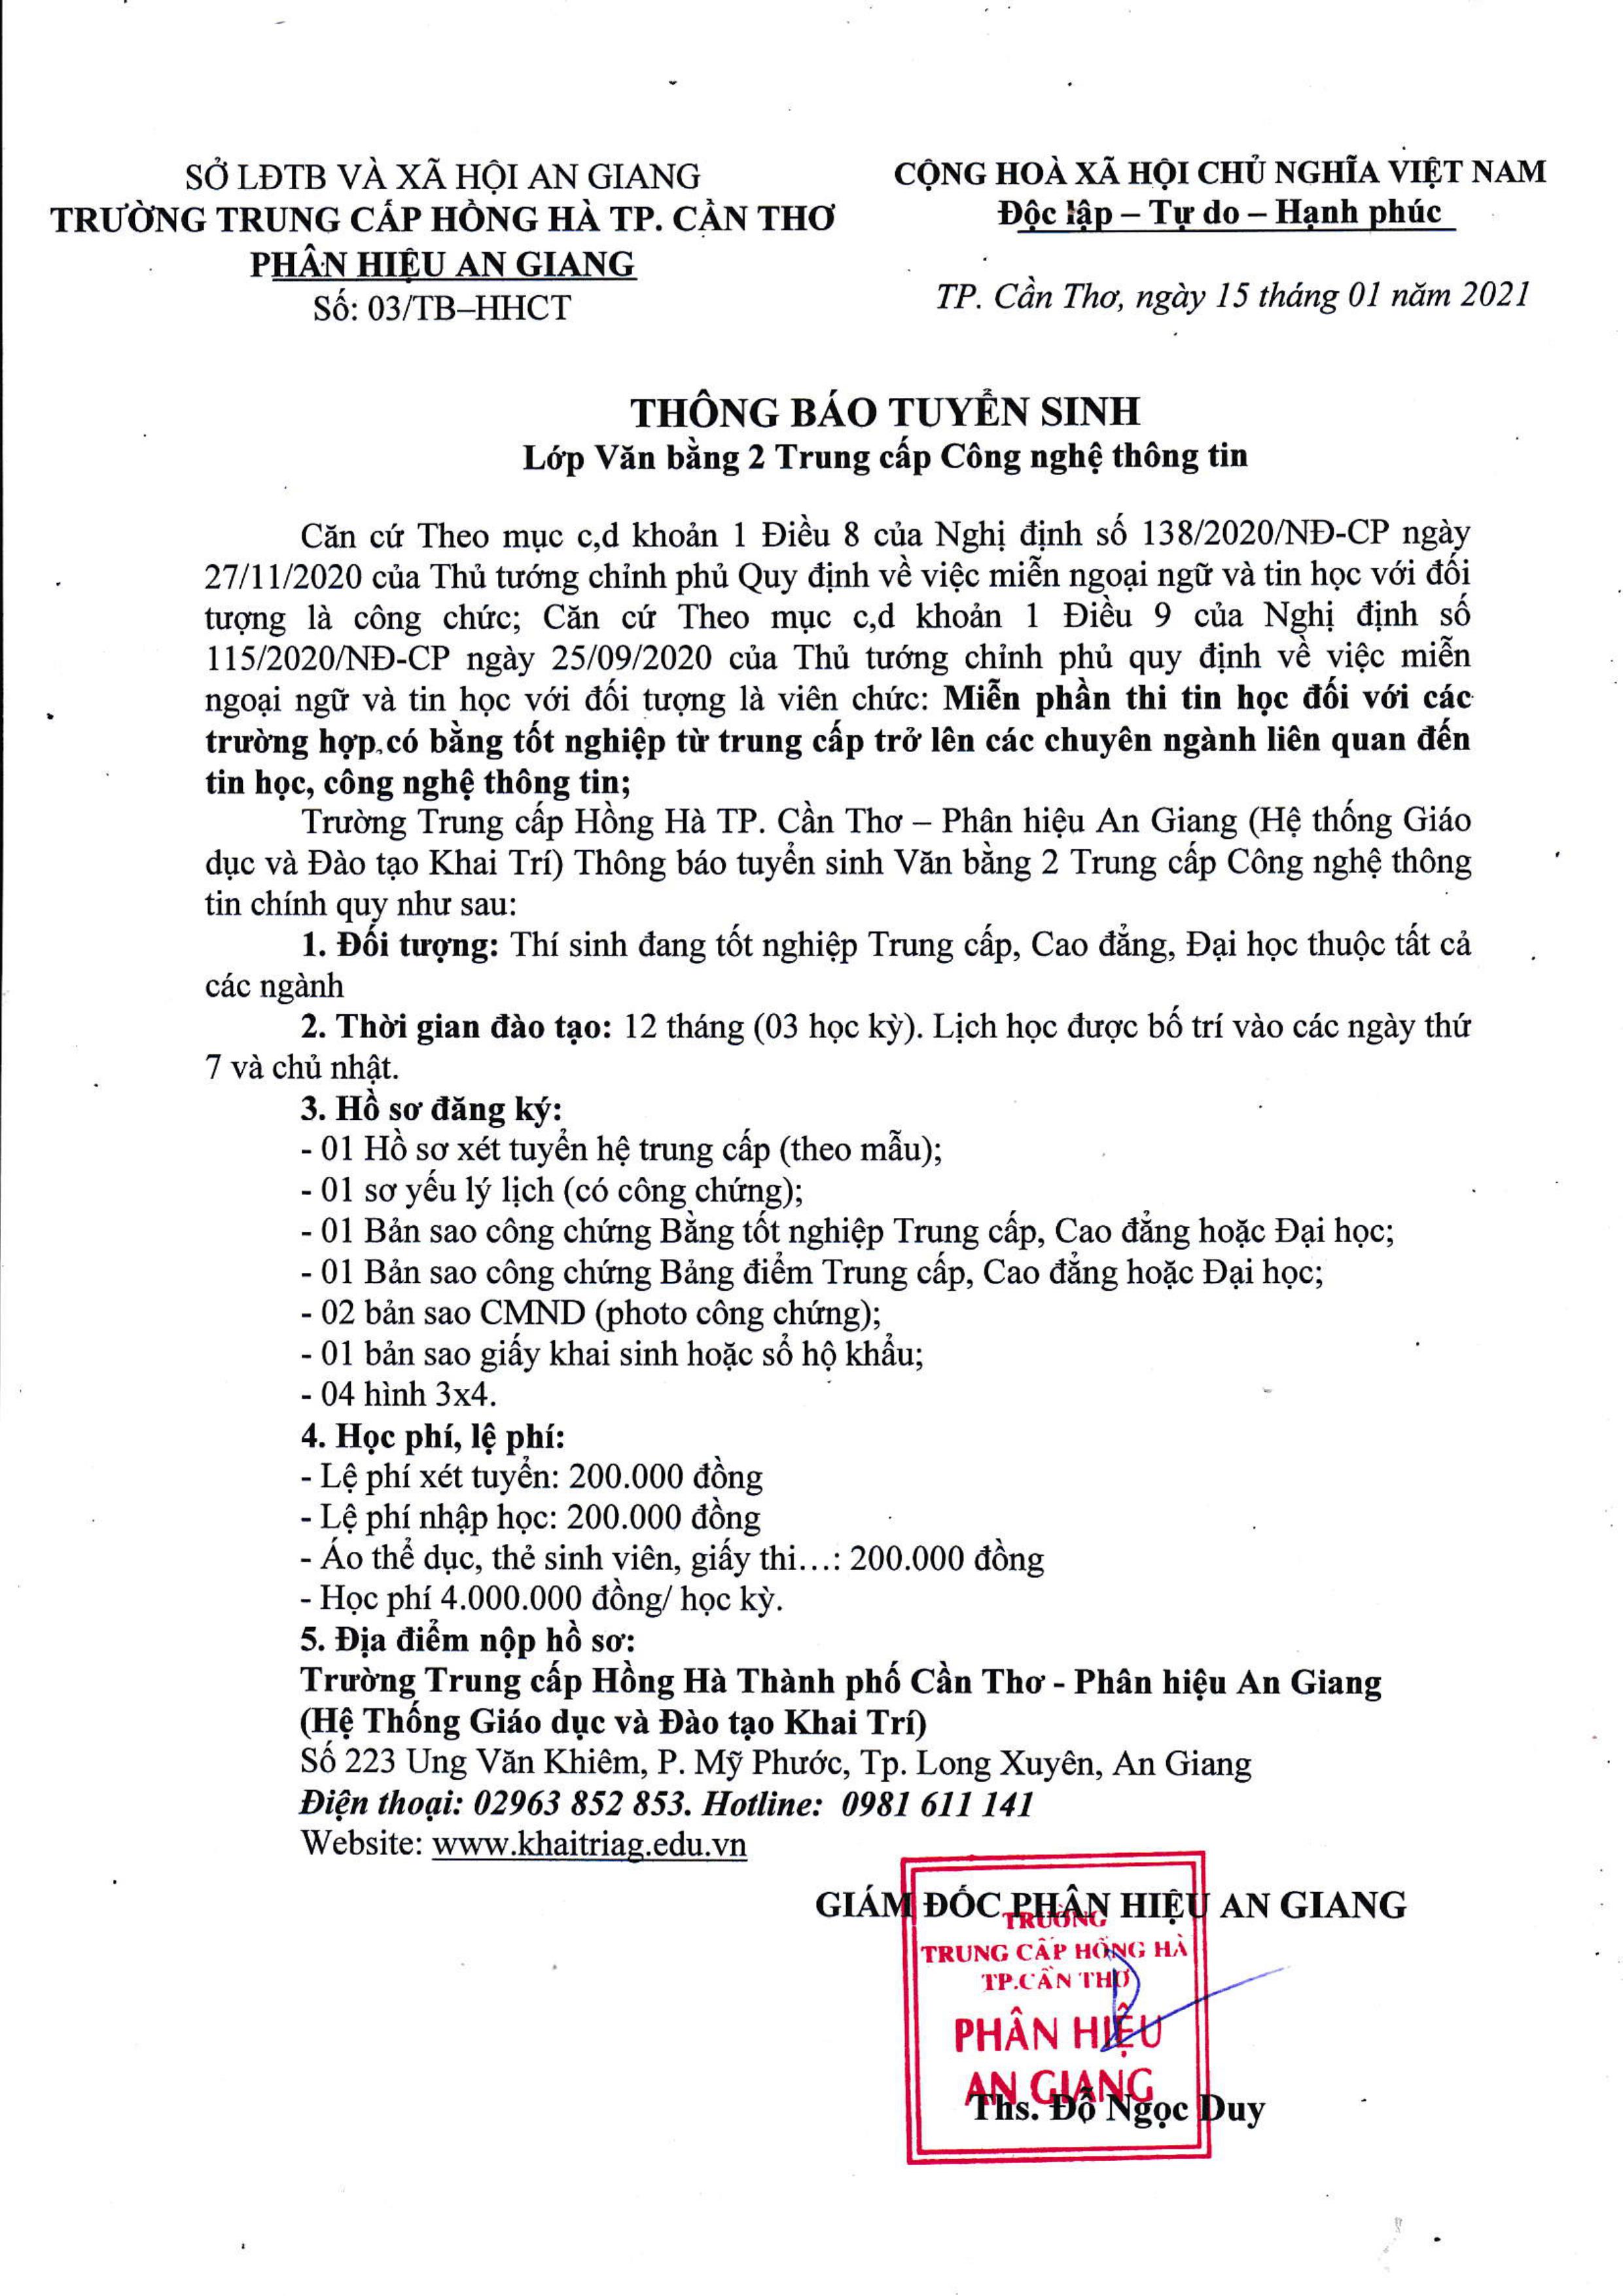 SỞ LĐTB VÀ XÃ HỘI AN GIANG
TRƯỜNG TRUNG CẤP HỒNG HÀ TP. CẦN THƠ
PHÂN HIỆU AN GIANG
Số: 03/TB–HHCT
CỘNG HOÀ XÃ HỘI CHỦ NGHĨA VIỆT NAM
Độc lập – Tự do – Hạnh phúc
TP. Cần Thơ, ngày 15 tháng 01 năm 2021
THÔNG BÁO TUYỂN SINH
Lớp Văn bằng 2 Trung cấp Công nghệ thông tin
Căn cứ Theo mục c,d khoản 1 Điều 8 của Nghị định số 138/2020/NĐ-CP ngày
27/11/2020 của Thủ tướng chỉnh phủ Quy định về việc miễn ngoại ngữ và tin học với đối
tượng là công chức; Căn cứ Theo mục c,d khoản 1 Điều 9 của Nghị định số
115/2020/NĐ-CP ngày 25/09/2020 của Thủ tướng chỉnh phủ quy định về việc miễn
ngoại ngữ và tin học với đối tượng là viên chức: Miễn phần thi tin học đối với các
trường hợp có bằng tốt nghiệp từ trung cấp trở lên các chuyên ngành liên quan đến
tin học, công nghệ thông tin;
Trường Trung cấp Hồng Hà TP. Cần Thơ – Phân hiệu An Giang (Hệ thống Giáo
dục và Đào tạo Khai Trí) Thông báo tuyển sinh Văn bằng 2 Trung cấp Công nghệ thông
tin chính quy như sau:
1. Đối tượng: Thí sinh đang tốt nghiệp Trung cấp, Cao đẳng, Đại học thuộc tất cả
các ngành
2. Thời gian đào tạo: 12 tháng (03 học kỳ). Lịch học được bố trí vào các ngày thứ
7 và chủ nhật.
3. Hồ sơ đăng ký:
- 01 Hồ sơ xét tuyển hệ trung cấp (theo mẫu);
- 01 sơ yếu lý lịch (có công chứng);
- 01 Bản sao công chứng Bằng tốt nghiệp Trung cấp, Cao đẳng hoặc Đại học;
- 01 Bản sao công chứng Bảng điểm Trung cấp, Cao đẳng hoặc Đại học;
- 02 bản sao CMND (photo công chứng);
- 01 bản sao giấy khai sinh hoặc sổ hộ khẩu;
- 04 hình 3x4.
4. Học phí, lệ phí:
- Lệ phí xét tuyển: 200.000 đồng
- Lệ phí nhập học: 200.000 đồng
- Áo thể dục, thẻ sinh viên, giấy thi…: 200.000 đồng
- Học phí 4.000.000 đồng/ học kỳ.
5. Địa điểm nộp hồ sơ:
Trường Trung cấp Hồng Hà Thành phố Cần Thơ - Phân hiệu An Giang
(Hệ Thống Giáo dục và Đào tạo Khai Trí)
Số 223 Ung Văn Khiêm, P. Mỹ Phước, Tp. Long Xuyên, An Giang
Điện thoại: 02963 852 853. Hotline: 0981 611 141
Website: www.khaitriag.edu.vn
GIÁM ĐỐC PHÂN HIỆU AN GIANG
TRƯỜNG
TRUNG CẤP HỒNG HÀ
TP.CẦN THƠ
PHÂN HIỆU
AN GIANG
Ths. Đỗ Ngọc Duy